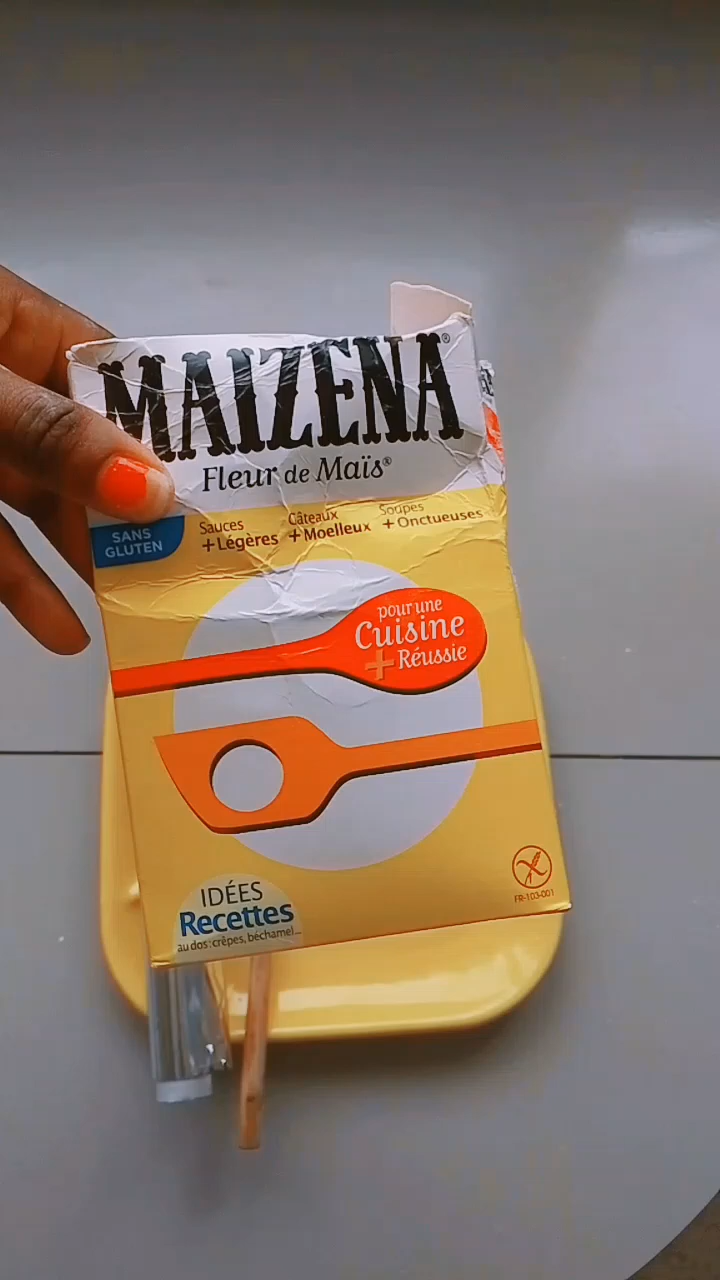 MAIZENA®
Fleur de Maïs®
SANS
GLUTEN
Sauces
+Légères
Gâteaux
+Moelleux
Soupes
+Onctueuses
pour une
Cuisine
+Réussie
IDÉES
Recettes
au dos: crêpes, béchamel...
FR-103-001